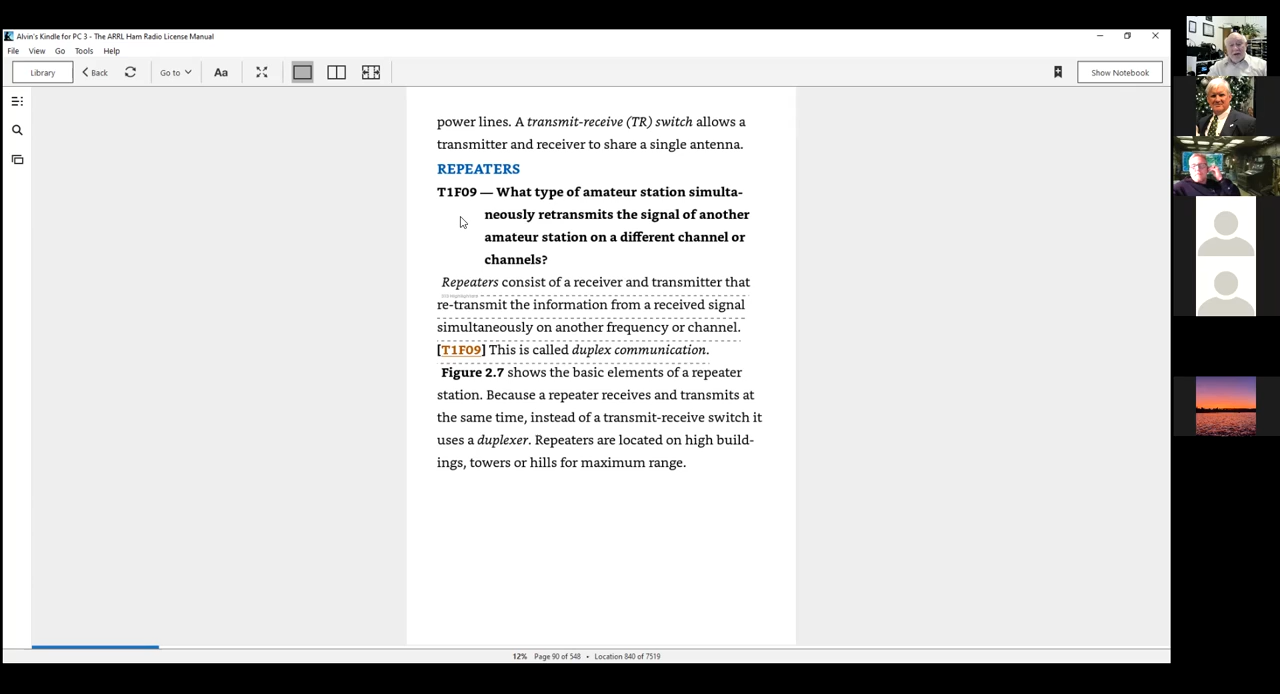 Alvin's Kindle for PC 3 - The ARRL Ham Radio License Manual
File View Go Tools Help
Library Back Go to Aa Show Notebook
power lines. A transmit-receive (TR) switch allows a
transmitter and receiver to share a single antenna.
REPEATERS
T1F09 — What type of amateur station simulta-
neously retransmits the signal of another
amateur station on a different channel or
channels?
Repeaters consist of a receiver and transmitter that
re-transmit the information from a received signal
simultaneously on another frequency or channel.
[T1F09] This is called duplex communication.
Figure 2.7 shows the basic elements of a repeater
station. Because a repeater receives and transmits at
the same time, instead of a transmit-receive switch it
uses a duplexer. Repeaters are located on high build-
ings, towers or hills for maximum range.
12% Page 90 of 548 • Location 840 of 7519